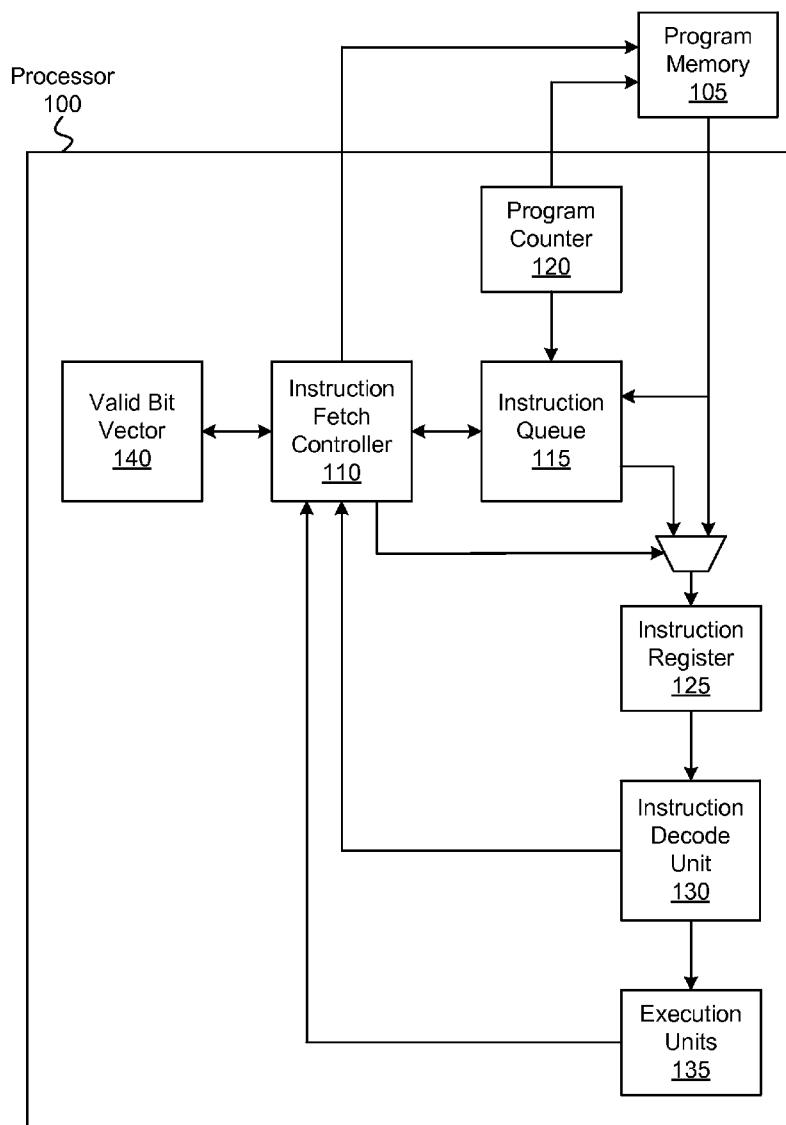 Program
Memory
105
Processor
100
Program
Counter
120
Valid Bit
Vector
140
Instruction
Fetch
Controller
110
Instruction
Queue
115
Instruction
Register
125
Instruction
Decode
Unit
130
Execution
Units
135